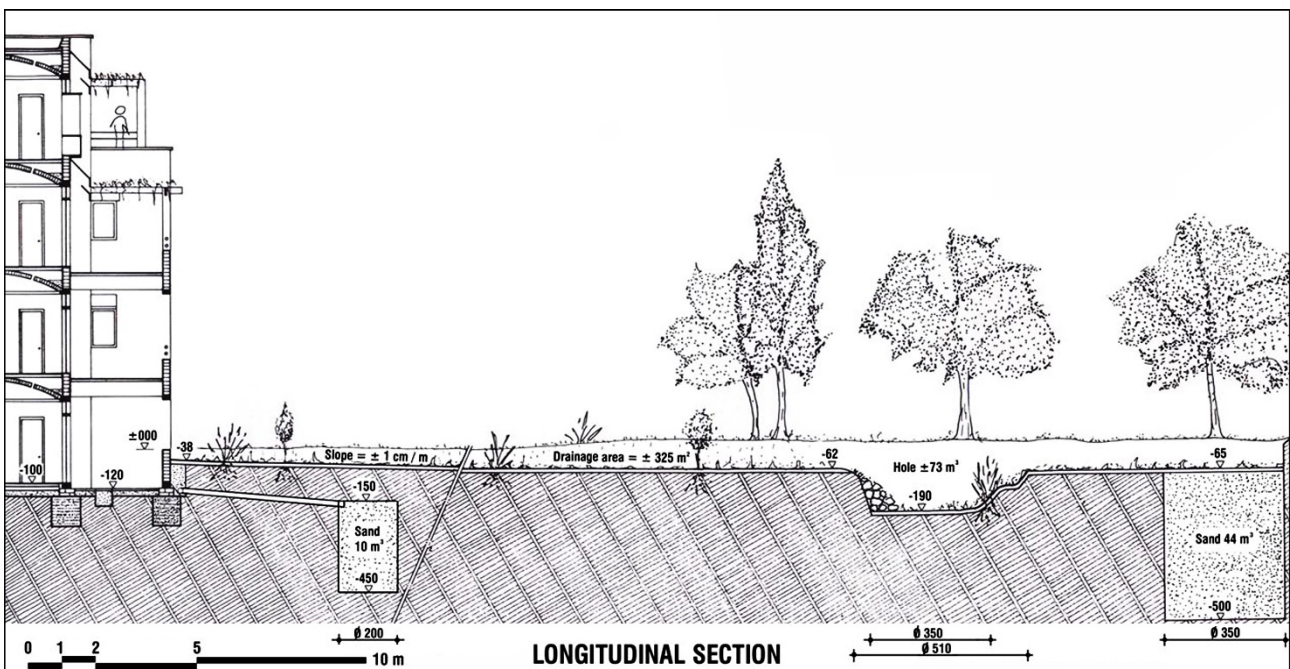 ±000
-38
Slope = ± 1 cm / m
Drainage area = ± 325 m²
-62
Hole ±73 m³
-65
-100
-120
-150
-190
Sand
10 m³
Sand 44 m³
-450
-500
Ø 200
Ø 350
Ø 350
Ø 510
0 1 2 5 10 m
LONGITUDINAL SECTION